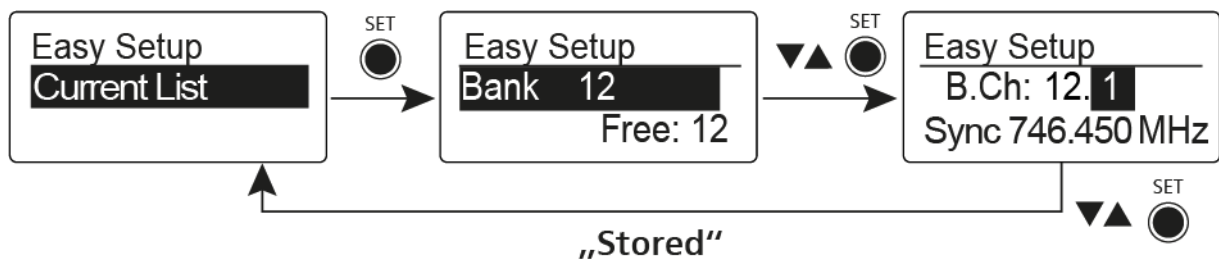 Easy Setup
Current List
SET
Easy Setup
Bank 12
Free: 12
▼▲ SET
Easy Setup
B.Ch: 12. 1
Sync 746.450 MHz
▼▲ SET
„Stored“